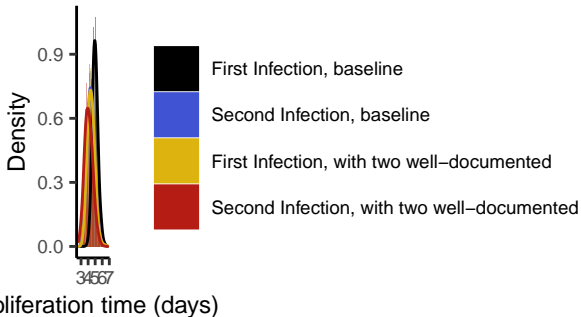 0.9
0.6
0.3
0.0
Density
34567
oliferation time (days)
First Infection, baseline
Second Infection, baseline
First Infection, with two well−documented
Second Infection, with two well−documented